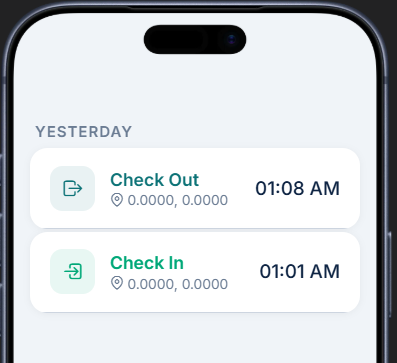 YESTERDAY
Check Out
0.0000, 0.0000
01:08 AM
Check In
0.0000, 0.0000
01:01 AM